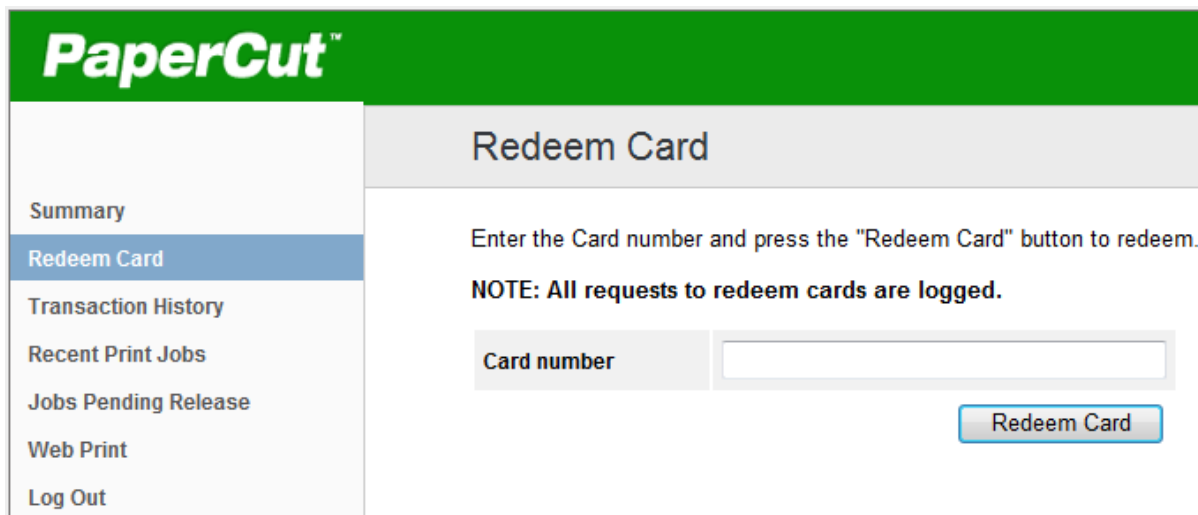 PaperCut™
Redeem Card
Summary
Redeem Card
Transaction History
Recent Print Jobs
Jobs Pending Release
Web Print
Log Out
Enter the Card number and press the "Redeem Card" button to redeem.
NOTE: All requests to redeem cards are logged.
Card number
Redeem Card